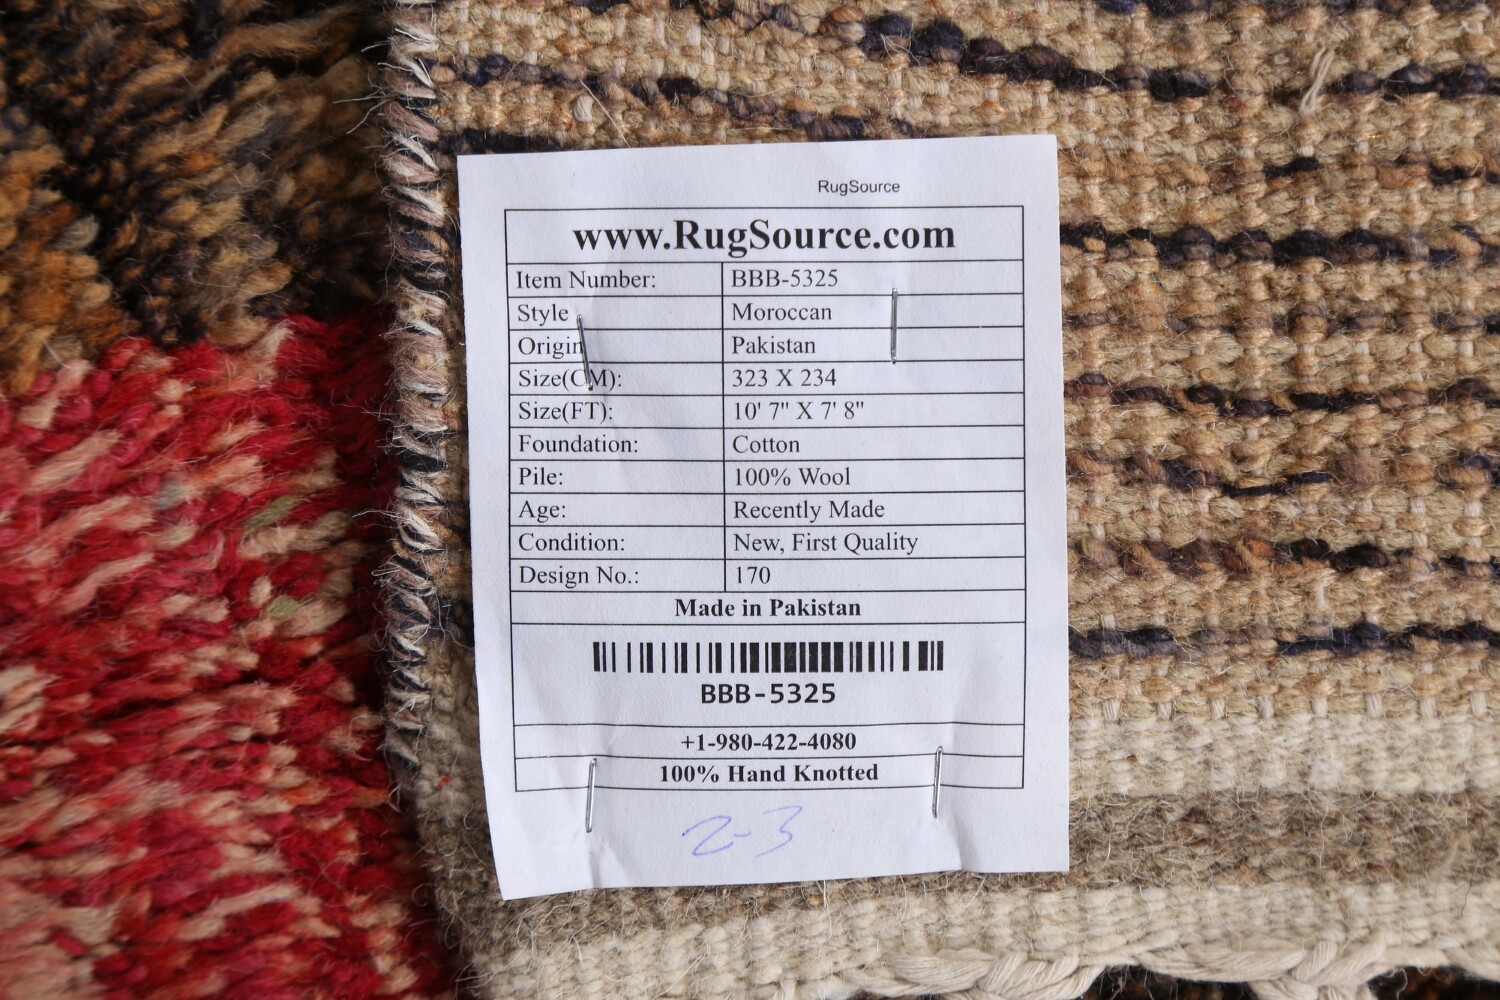 RugSource
www.RugSource.com
Item Number: BBB-5325
Style Moroccan
Origin Pakistan
Size(CM): 323 X 234
Size(FT): 10' 7" X 7' 8"
Foundation: Cotton
Pile: 100% Wool
Age: Recently Made
Condition: New, First Quality
Design No.: 170
Made in Pakistan
BBB-5325
+1-980-422-4080
100% Hand Knotted
2-3